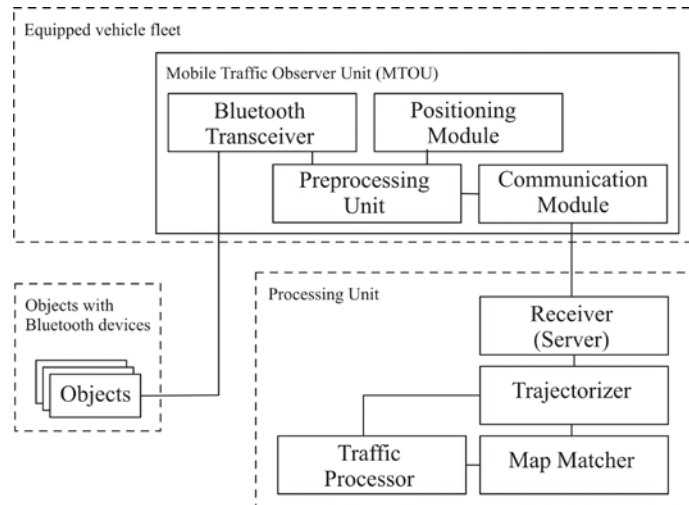 Equipped vehicle fleet
Mobile Traffic Observer Unit (MTOU)
Bluetooth
Transceiver
Positioning
Module
Preprocessing
Unit
Communication
Module
Objects with
Bluetooth devices
Objects
Processing Unit
Receiver
(Server)
Trajectorizer
Traffic
Processor
Map Matcher